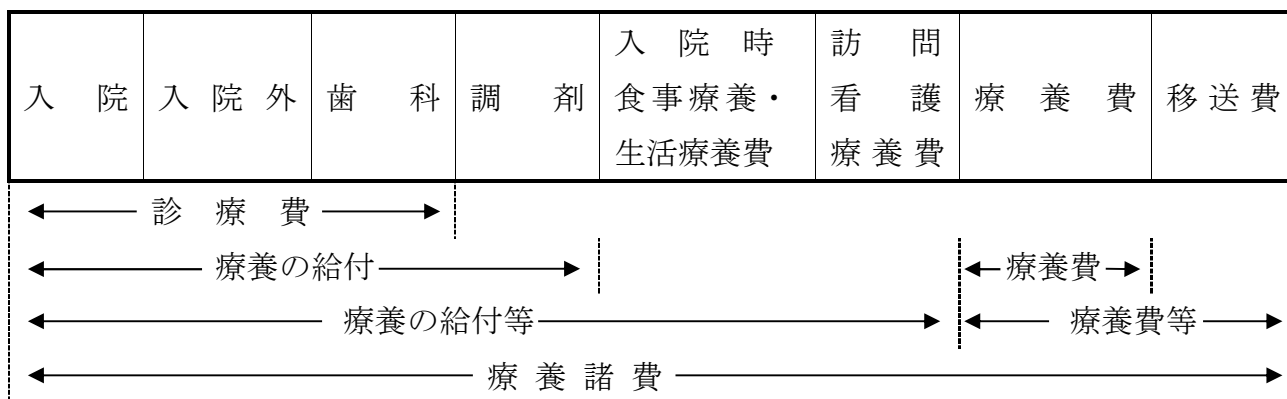 入院
入院外
歯科
調剤
入院時
食事療養・
生活療養費
訪問
看護
療養費
療養費
移送費
診療費
療養の給付
療養費
療養の給付等
療養費等
療養諸費